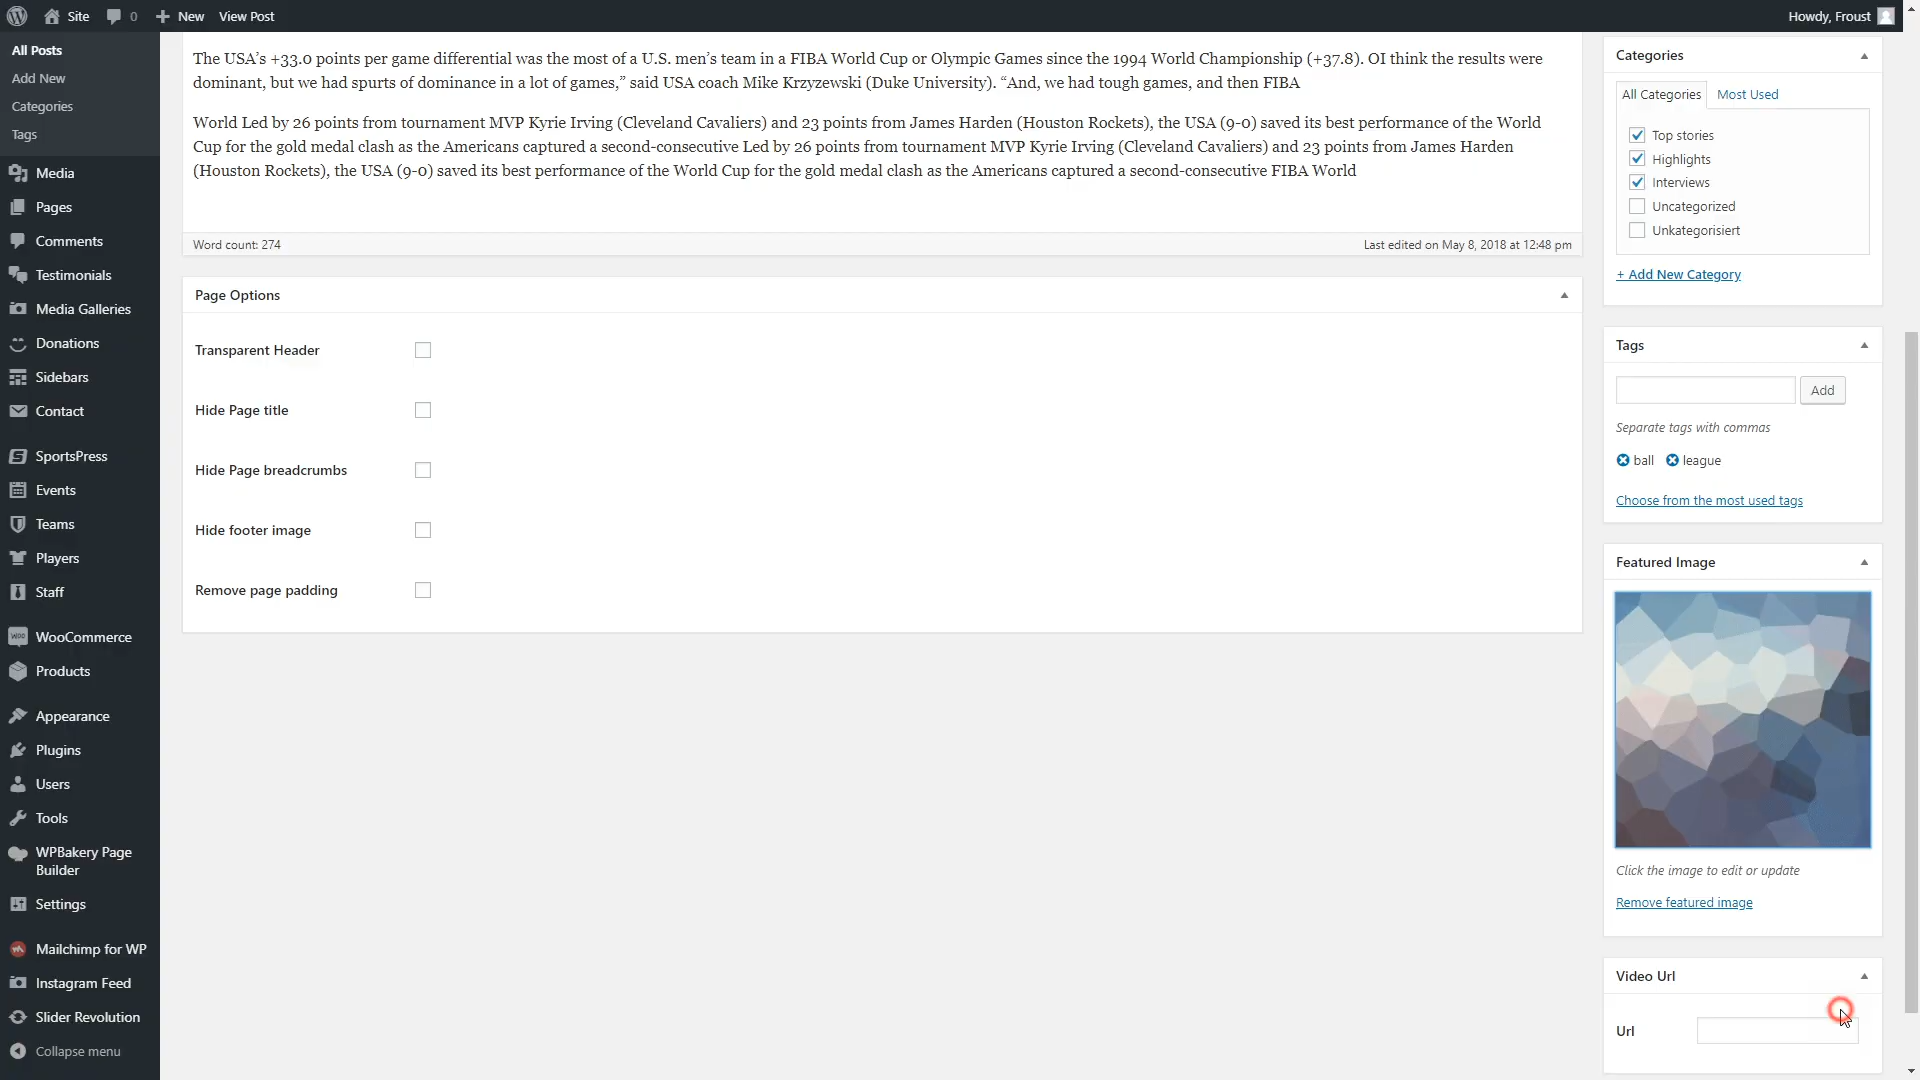 Site
0
New
View Post
Howdy, Froust
All Posts
Add New
Categories
Tags
Media
Pages
Comments
Testimonials
Media Galleries
Donations
Sidebars
Contact
SportsPress
Events
Teams
Players
Staff
WooCommerce
Products
Appearance
Plugins
Users
Tools
WPBakery Page
Builder
Settings
Mailchimp for WP
Instagram Feed
Slider Revolution
Collapse menu
The USA’s +33.0 points per game differential was the most of a U.S. men’s team in a FIBA World Cup or Olympic Games since the 1994 World Championship (+37.8). OI think the results were
dominant, but we had spurts of dominance in a lot of games,” said USA coach Mike Krzyzewski (Duke University). “And, we had tough games, and then FIBA
World Led by 26 points from tournament MVP Kyrie Irving (Cleveland Cavaliers) and 23 points from James Harden (Houston Rockets), the USA (9-0) saved its best performance of the World
Cup for the gold medal clash as the Americans captured a second-consecutive Led by 26 points from tournament MVP Kyrie Irving (Cleveland Cavaliers) and 23 points from James Harden
(Houston Rockets), the USA (9-0) saved its best performance of the World Cup for the gold medal clash as the Americans captured a second-consecutive FIBA World
Word count: 274
Last edited on May 8, 2018 at 12:48 pm
Page Options
Transparent Header
Hide Page title
Hide Page breadcrumbs
Hide footer image
Remove page padding
Categories
All Categories
Most Used
Top stories
Highlights
Interviews
Uncategorized
Unkategorisiert
+ Add New Category
Tags
Add
Separate tags with commas
ball
league
Choose from the most used tags
Featured Image
Click the image to edit or update
Remove featured image
Video Url
Url